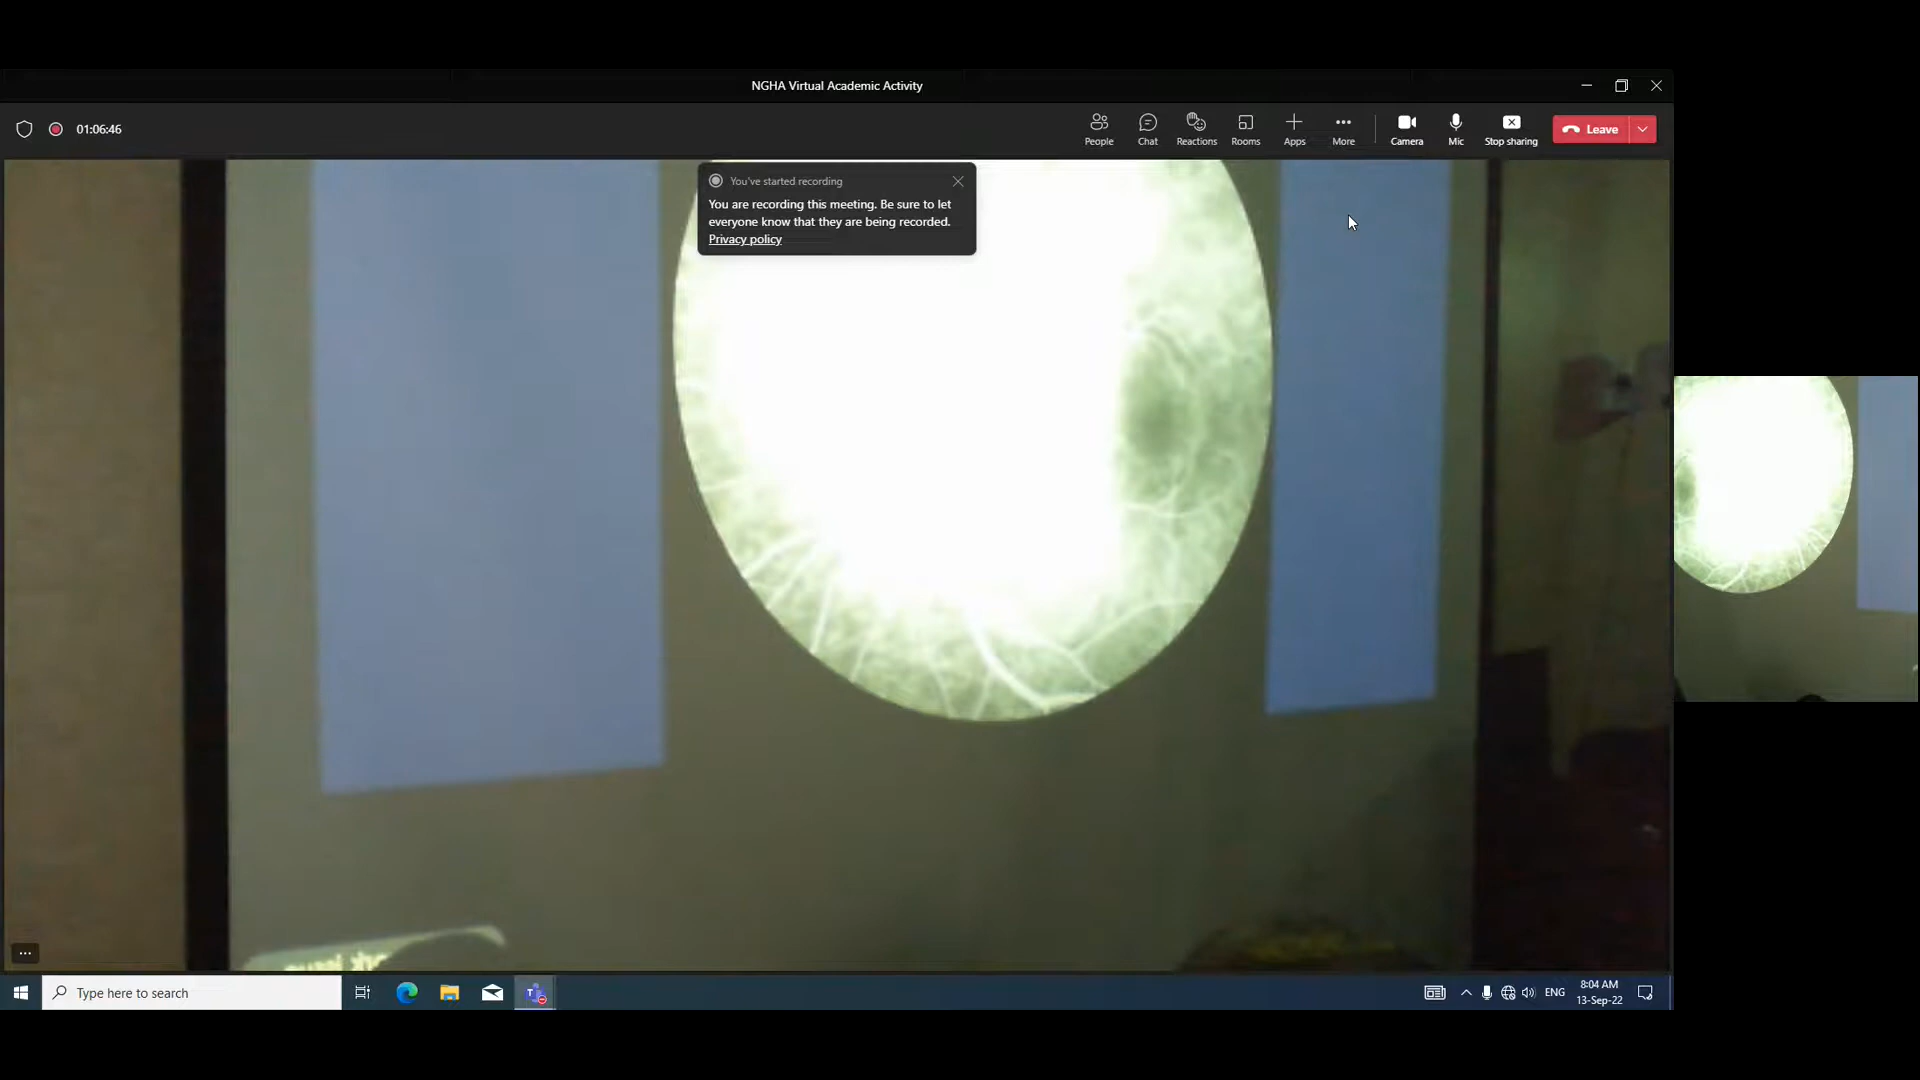 NGHA Virtual Academic Activity
01:06:46
People
Chat
Reactions
Rooms
Apps
More
Camera
Mic
Stop sharing
Leave
You've started recording
You are recording this meeting. Be sure to let
everyone know that they are being recorded.
Privacy policy
Type here to search
ENG
8:04 AM
13-Sep-22